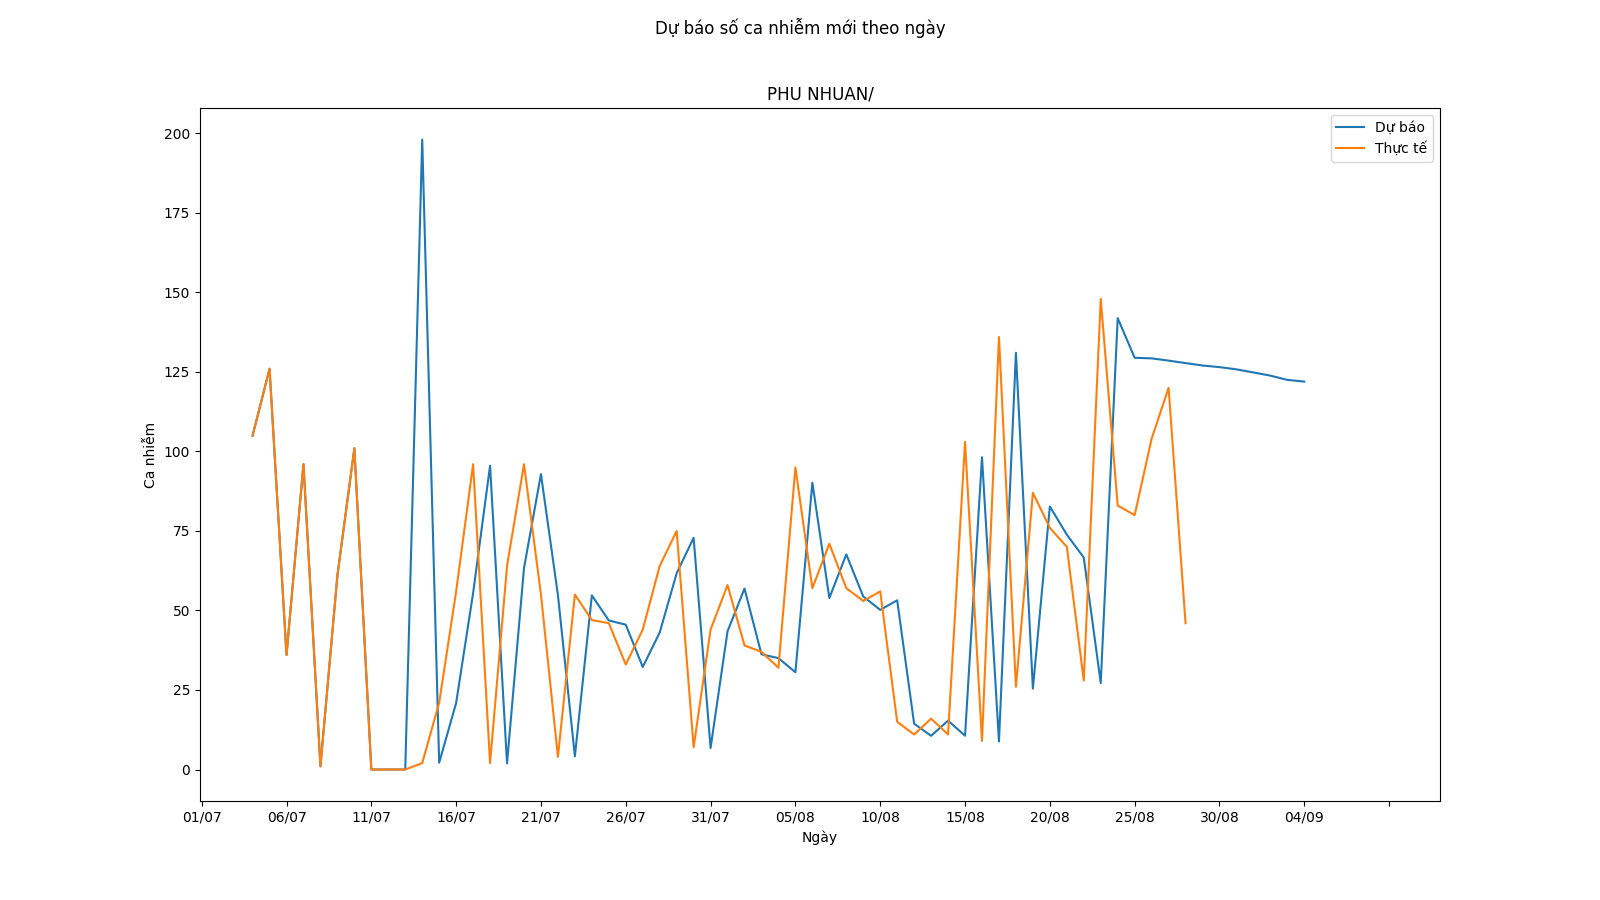 Dự báo số ca nhiễm mới theo ngày
PHU NHUAN/
Dự báo
Thực tế
200
175
150
125
100
75
50
25
0
Ca nhiễm
01/07 06/07 11/07 16/07 21/07 26/07 31/07 05/08 10/08 15/08 20/08 25/08 30/08 04/09
Ngày